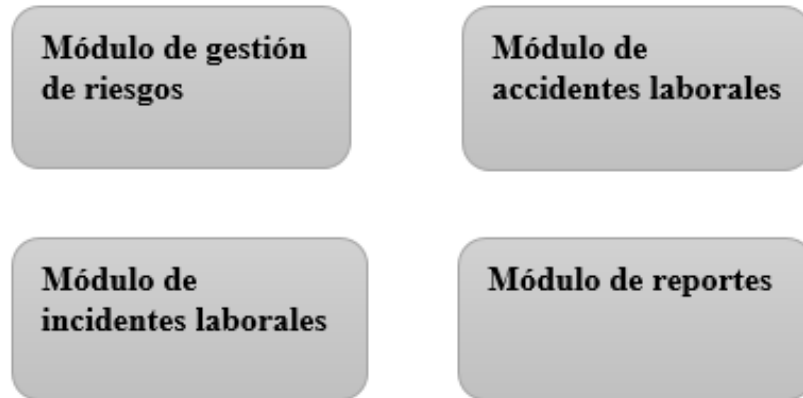 Módulo de gestión
de riesgos
Módulo de
accidentes laborales
Módulo de
incidentes laborales
Módulo de reportes